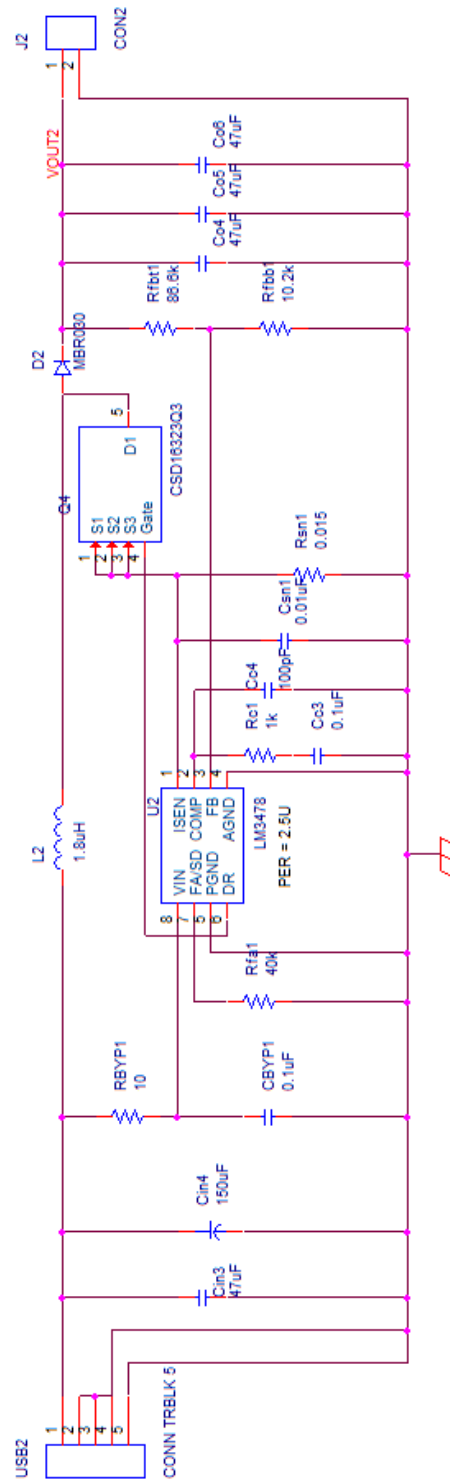 USB2
1
2
3
4
5
CONN TRBLK 5
Cin3
47uF
Cin4
150uF
RBYP1
10
CBYP1
0.1uF
Rfa1
40k
L2
1.8uH
U2
8
7
5
6
VIN
FA/SD
PGND
DR
ISEN
COMP
FB
AGND
1
2
3
4
LM3478
PER = 2.5U
Rc1
1k
Cc3
0.1uF
Cc4
100pF
Csn1
0.01uF
Rsn1
0.015
Q4
1
2
3
4
S1
S2
S3
Gate
D1
5
CSD16323Q3
D2
MBR030
Rfbt1
86.6k
Rfbb1
10.2k
Co4
47uF
Co5
47uF
Co6
47uF
VOUT2
J2
1
2
CON2